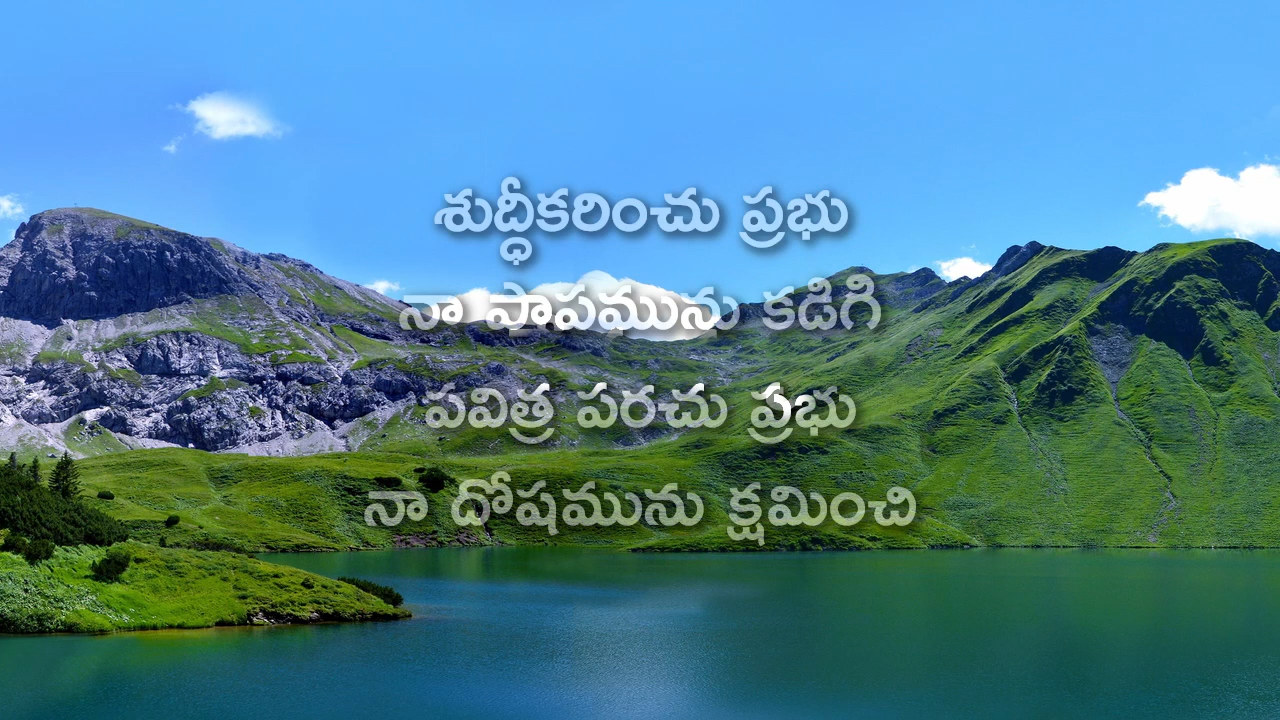 శుద్ధీకరించు ప్రభు
నా పాపమును కడిగి
పవిత్ర పరచు ప్రభు
నా దోషమును క్షమించి